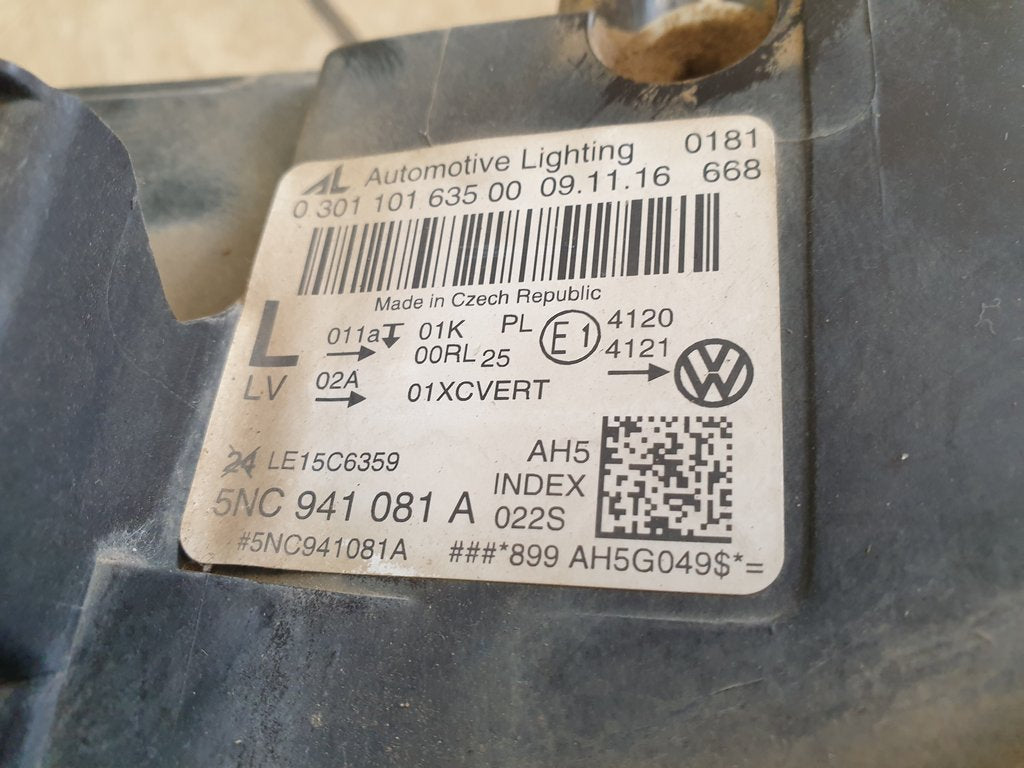 AL Automotive Lighting 0181
0 301 101 635 00 09.11.16 668
Made in Czech Republic
L 011a 01K PL E1 4120
00RL 25 4121
LV 02A 01XCVERT VW
24 LE15C6359 AH5
5NC 941 081 A INDEX
022S
#5NC941081A ###*899 AH5G049$*=